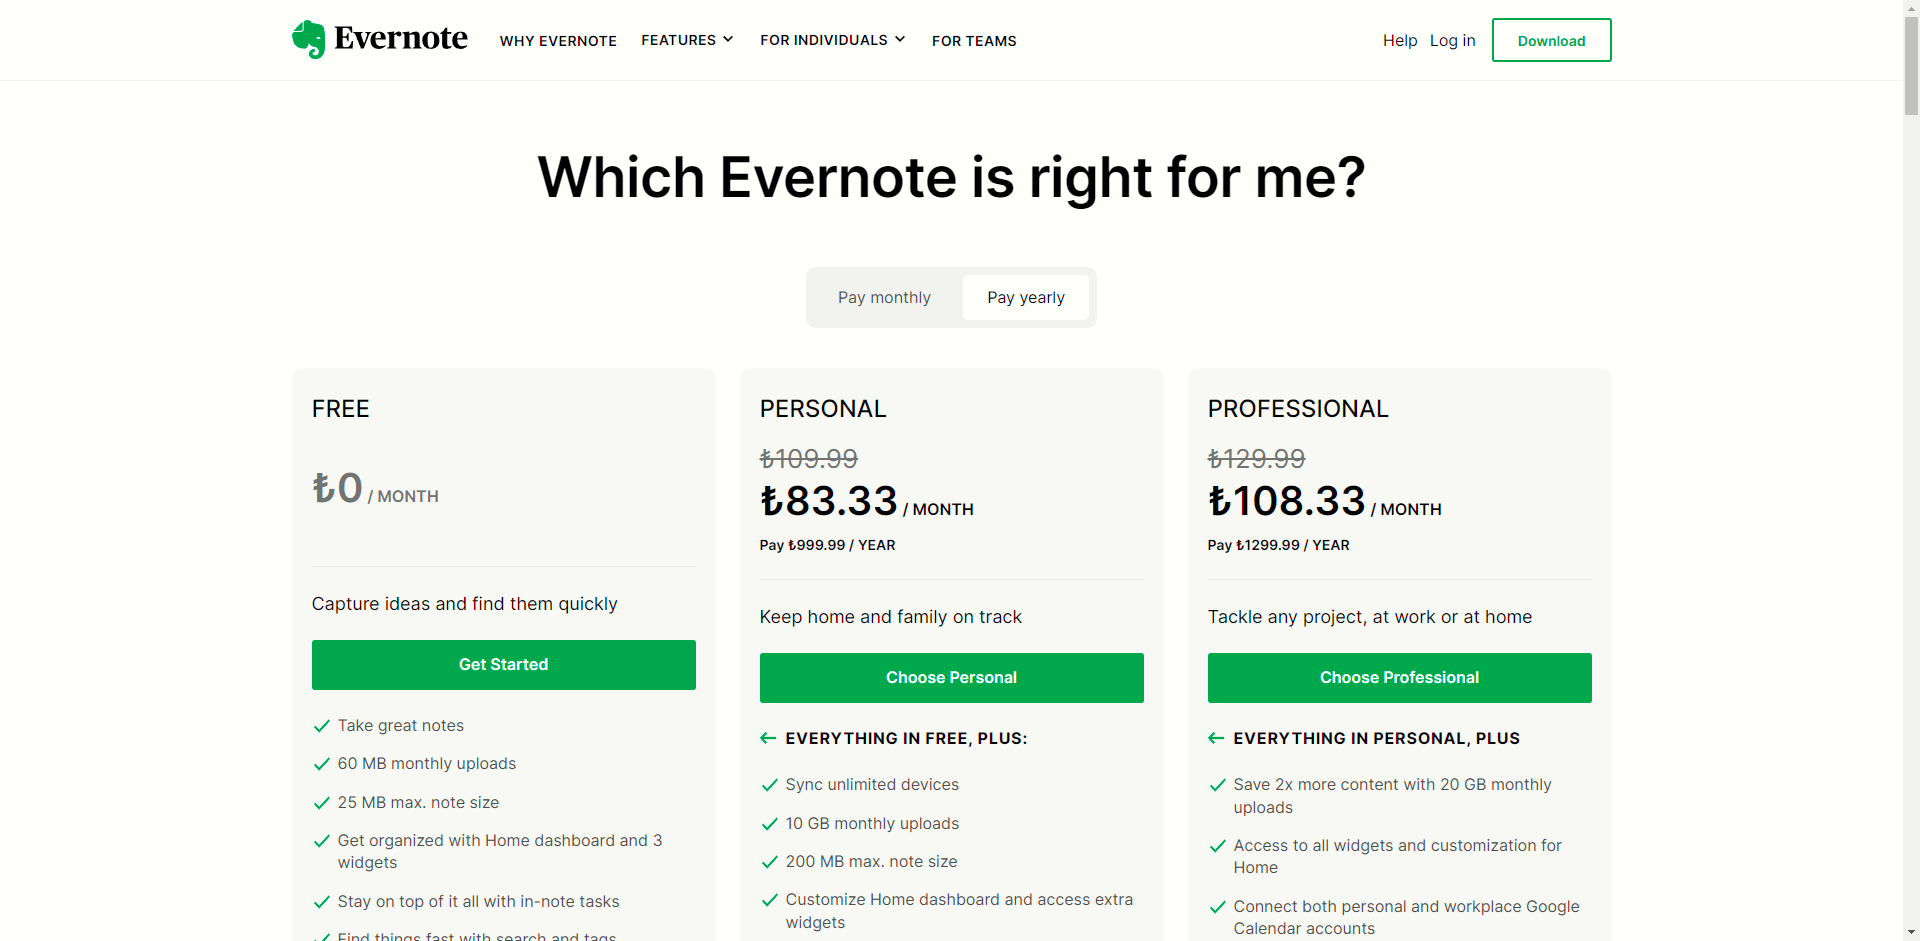 Evernote
WHY EVERNOTE
FEATURES
FOR INDIVIDUALS
FOR TEAMS
Help
Log in
Download
Which Evernote is right for me?
Pay monthly
Pay yearly
FREE
₺0 / MONTH
Capture ideas and find them quickly
Get Started
Take great notes
60 MB monthly uploads
25 MB max. note size
Get organized with Home dashboard and 3
widgets
Stay on top of it all with in-note tasks
Find things fast with search and tags
PERSONAL
₺109.99
₺83.33 / MONTH
Pay ₺999.99 / YEAR
Keep home and family on track
Choose Personal
EVERYTHING IN FREE, PLUS:
Sync unlimited devices
10 GB monthly uploads
200 MB max. note size
Customize Home dashboard and access extra
widgets
PROFESSIONAL
₺129.99
₺108.33 / MONTH
Pay ₺1299.99 / YEAR
Tackle any project, at work or at home
Choose Professional
EVERYTHING IN PERSONAL, PLUS
Save 2x more content with 20 GB monthly
uploads
Access to all widgets and customization for
Home
Connect both personal and workplace Google
Calendar accounts